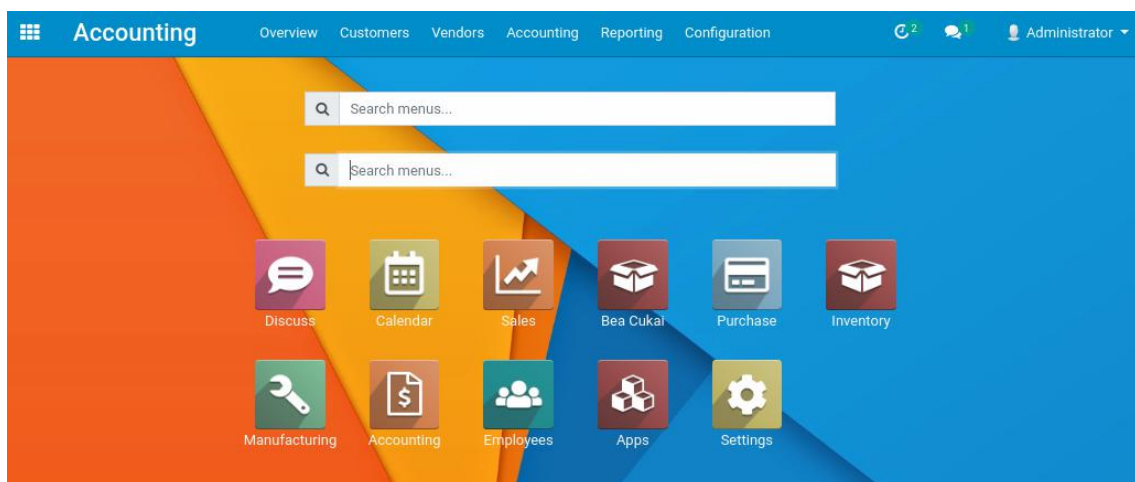 Accounting Overview Customers Vendors Accounting Reporting Configuration 2 1 Administrator
Search menus...
Search menus...
Discuss Calendar Sales Bea Cukai Purchase Inventory
Manufacturing Accounting Employees Apps Settings